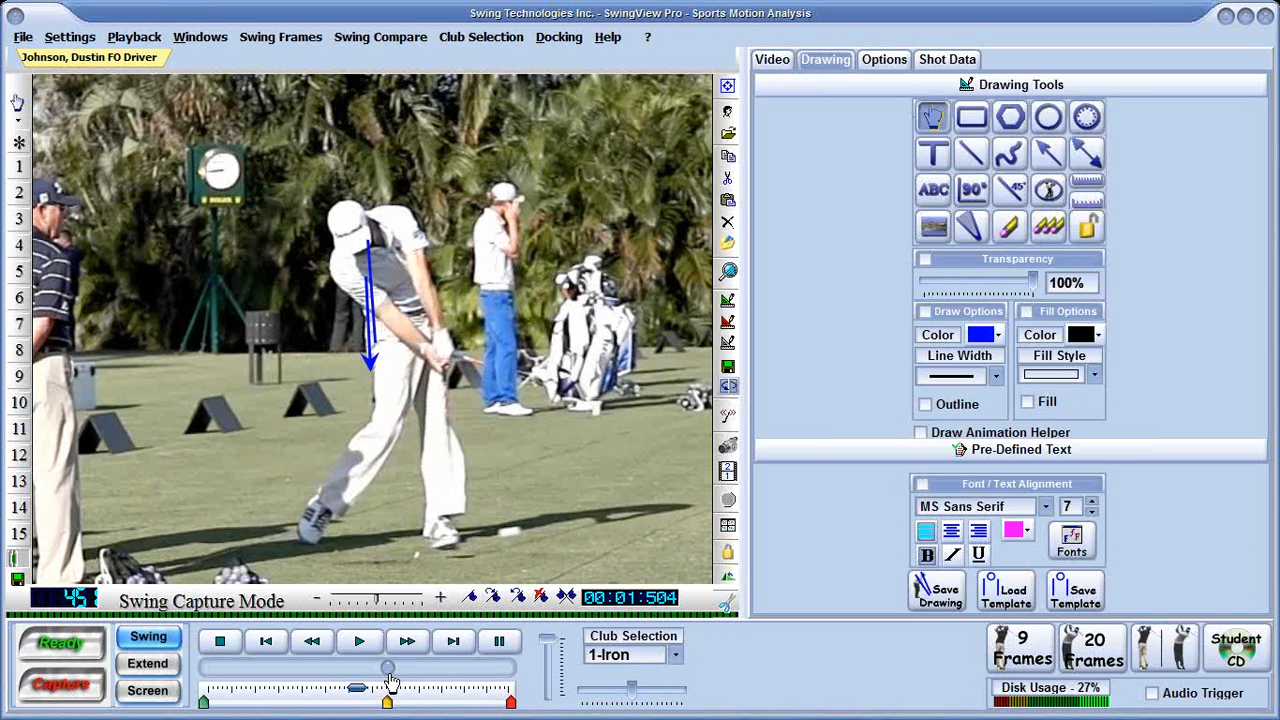 Swing Technologies Inc. - SwingView Pro - Sports Motion Analysis
File Settings Playback Windows Swing Frames Swing Compare Club Selection Docking Help ?
Johnson, Dustin FO Driver
Video Drawing Options Shot Data
Drawing Tools
T
ABC 90° 45°
Transparency
100%
Draw Options Fill Options
Color Color
Line Width Fill Style
Outline Fill
Draw Animation Helper
Pre-Defined Text
Font / Text Alignment
MS Sans Serif 7
B I U Fonts
Save Drawing
Load Template
Save Template
ROLEX
1
2
3
4
5
6
7
8
9
10
11
12
13
14
15
Swing Capture Mode - + 00:01:504
Ready Swing
Extend
Capture Screen
Club Selection
1-Iron
9 Frames
20 Frames
Student CD
Disk Usage - 27%
Audio Trigger